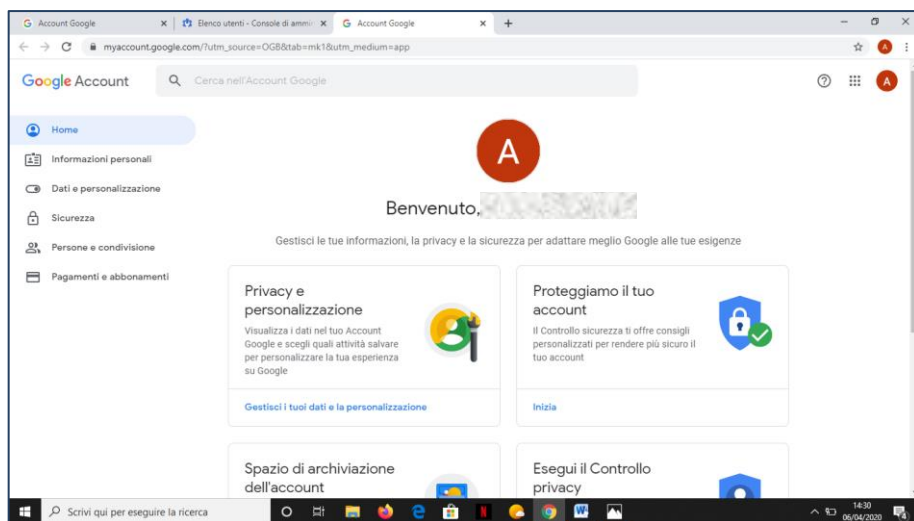 Account Google
Elenco utenti - Console di ammin
Account Google
myaccount.google.com/?utm_source=OGB&tab=mk1&utm_medium=app
A
Google Account
Cerca nell'Account Google
A
Home
Informazioni personali
Dati e personalizzazione
Sicurezza
Persone e condivisione
Pagamenti e abbonamenti
A
Benvenuto,
Gestisci le tue informazioni, la privacy e la sicurezza per adattare meglio Google alle tue esigenze
Privacy e
personalizzazione
Visualizza i dati nel tuo Account
Google e scegli quali attività salvare
per personalizzare la tua esperienza
su Google
Gestisci i tuoi dati e la personalizzazione
Proteggiamo il tuo
account
Il Controllo sicurezza ti offre consigli
personalizzati per rendere più sicuro il
tuo account
Inizia
Spazio di archiviazione
dell'account
Esegui il Controllo
privacy
Scrivi qui per eseguire la ricerca
14:30
06/04/2020